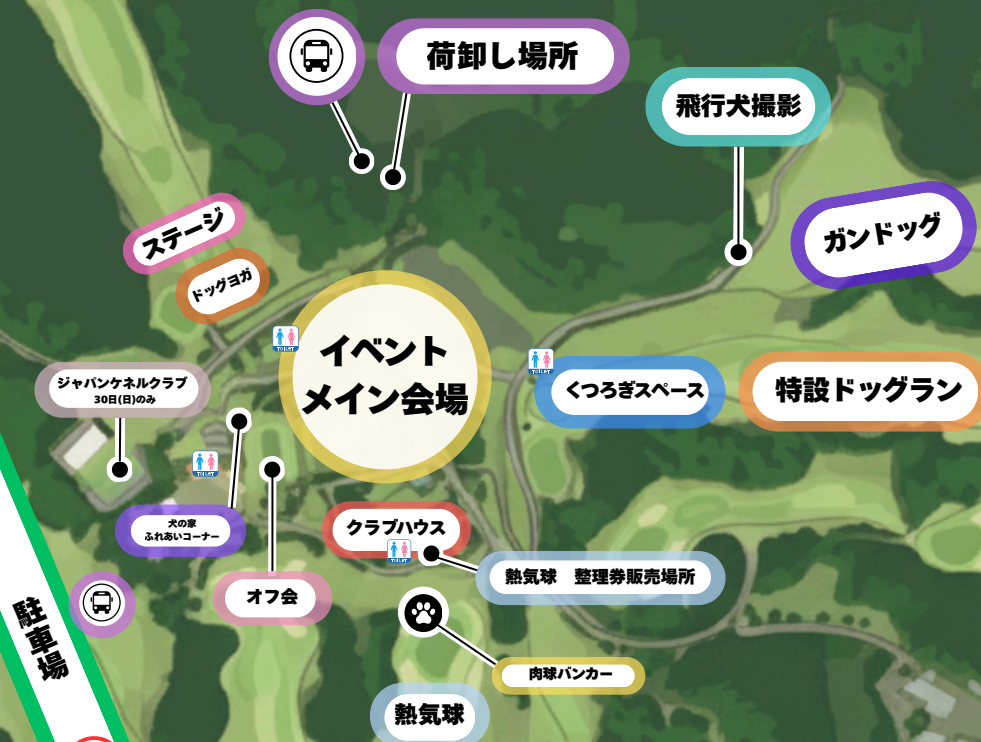 荷卸し場所
飛行犬撮影
ガンドッグ
ステージ
ドッグヨガ
イベント
メイン会場
TOILET
TOILET
くつろぎスペース
特設ドッグラン
ジャパンケネルクラブ
30日(日)のみ
TOILET
犬の家
ふれあいコーナー
クラブハウス
TOILET
熱気球 整理券販売場所
オフ会
駐車場
肉球バンカー
熱気球